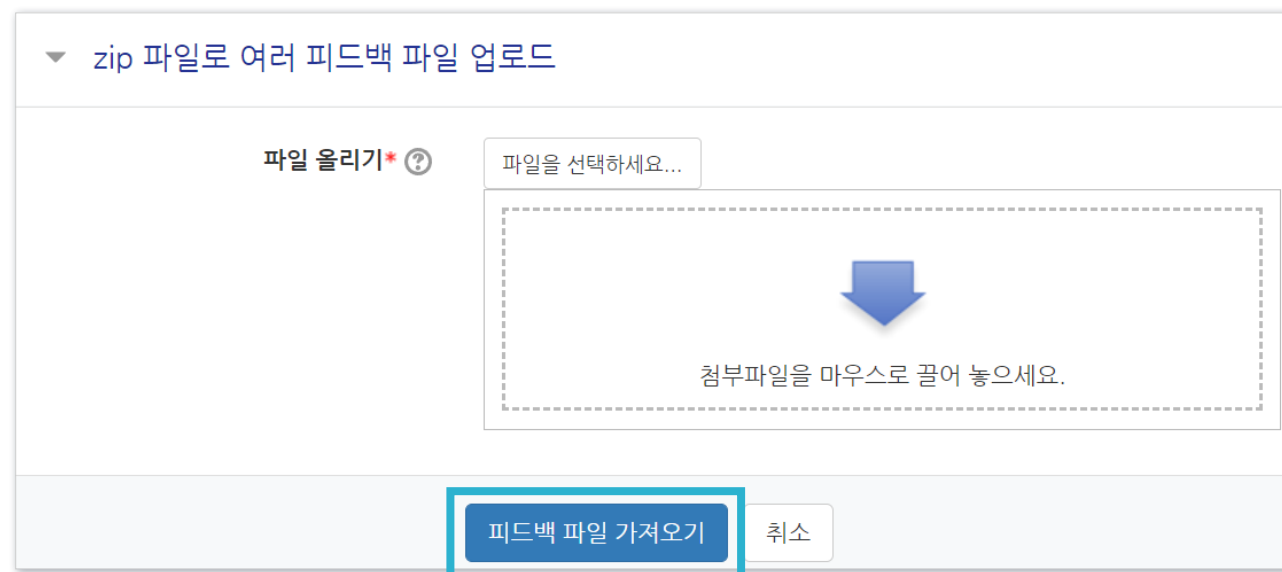 zip 파일로 여러 피드백 파일 업로드
파일 올리기*
파일을 선택하세요...
첨부파일을 마우스로 끌어 놓으세요.
피드백 파일 가져오기 취소